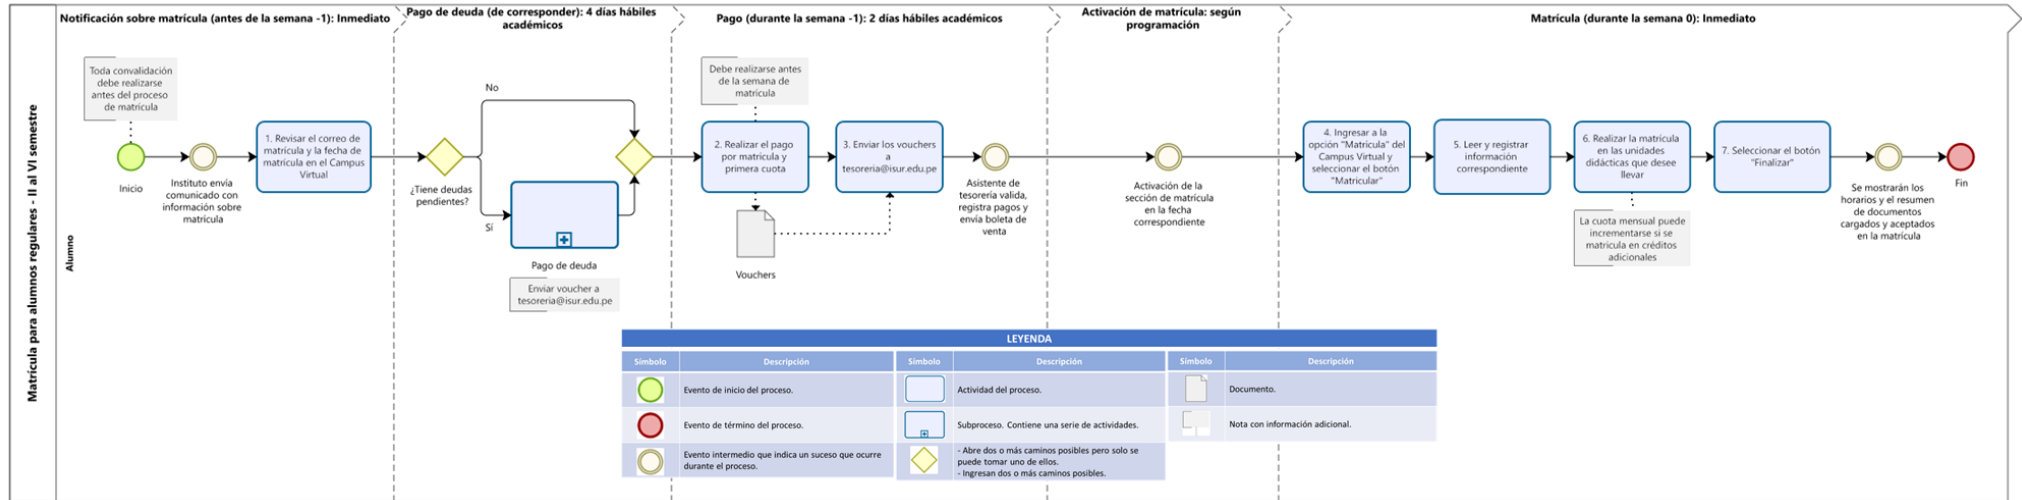 Matrícula para alumnos regulares - II al VI semestre
Alumno
Notificación sobre matrícula (antes de la semana -1): Inmediato
Pago de deuda (de corresponder): 4 días hábiles
académicos
Pago (durante la semana -1): 2 días hábiles académicos
Activación de matrícula: según
programación
Matrícula (durante la semana 0): Inmediato
Toda convalidación
debe realizarse
antes del proceso
de matrícula
Inicio
Instituto envía
comunicado con
información sobre
matrícula
1. Revisar el correo de
matrícula y la fecha de
matrícula en el Campus
Virtual
¿Tiene deudas
pendientes?
No
Sí
Pago de deuda
Enviar voucher a
tesoreria@isur.edu.pe
Debe realizarse antes
de la semana de
matrícula
2. Realizar el pago
por matrícula y
primera cuota
Vouchers
3. Enviar los vouchers
a
tesoreria@isur.edu.pe
Asistente de
tesorería valida,
registra pagos y
envía boleta de
venta
Activación de la
sección de matrícula
en la fecha
correspondiente
4. Ingresar a la
opción "Matrícula" del
Campus Virtual y
seleccionar el botón
"Matricular"
5. Leer y registrar
información
correspondiente
6. Realizar la matrícula
en las unidades
didácticas que desee
llevar
La cuota mensual puede
incrementarse si se
matricula en créditos
adicionales
7. Seleccionar el botón
"Finalizar"
Se mostrarán los
horarios y el resumen
de documentos
cargados y aceptados
en la matrícula
Fin
LEYENDA
Símbolo Descripción Símbolo Descripción Símbolo Descripción
Evento de inicio del proceso.
Actividad del proceso.
Documento.
Evento de término del proceso.
Subproceso. Contiene una serie de actividades.
Nota con información adicional.
Evento intermedio que indica un suceso que ocurre
durante el proceso.
- Abre dos o más caminos posibles pero solo se
puede tomar uno de ellos.
- Ingresan dos o más caminos posibles.